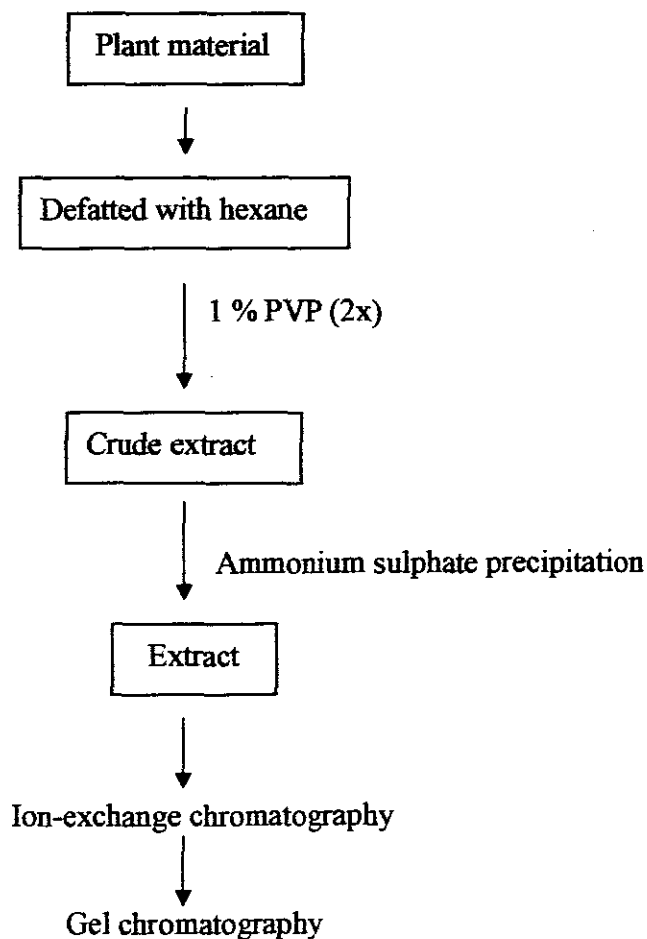 Plant material
Defatted with hexane
1 % PVP (2x)
Crude extract
Ammonium sulphate precipitation
Extract
Ion-exchange chromatography
Gel chromatography